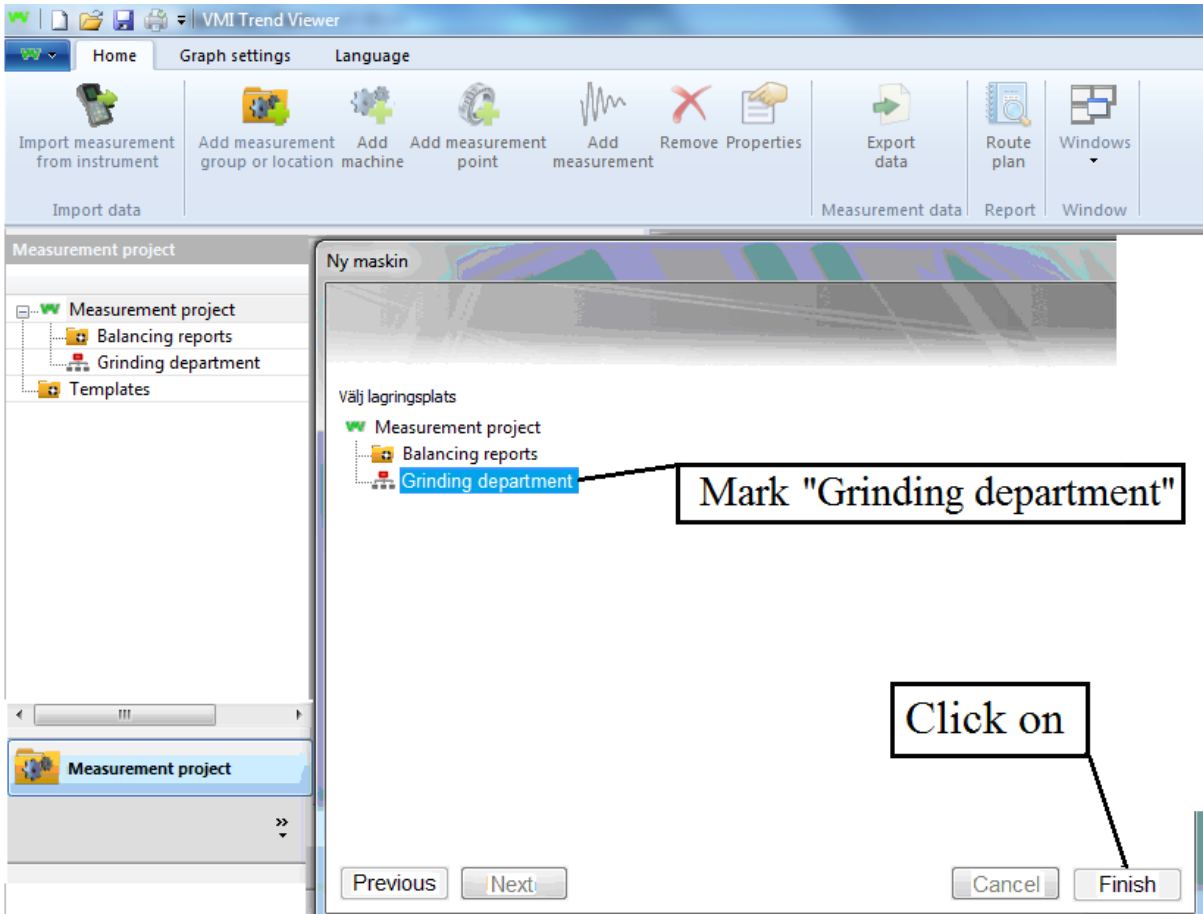 VMI Trend Viewer
Home Graph settings Language
Import measurement from instrument
Add measurement group or location
Add machine
Add measurement point
Add measurement
Remove
Properties
Export data
Route plan
Windows
Import data
Measurement data
Report
Window
Measurement project
Measurement project
Balancing reports
Grinding department
Templates
Measurement project
Ny maskin
Välj lagringsplats
Measurement project
Balancing reports
Grinding department
Mark "Grinding department"
Click on
Previous Next Cancel Finish